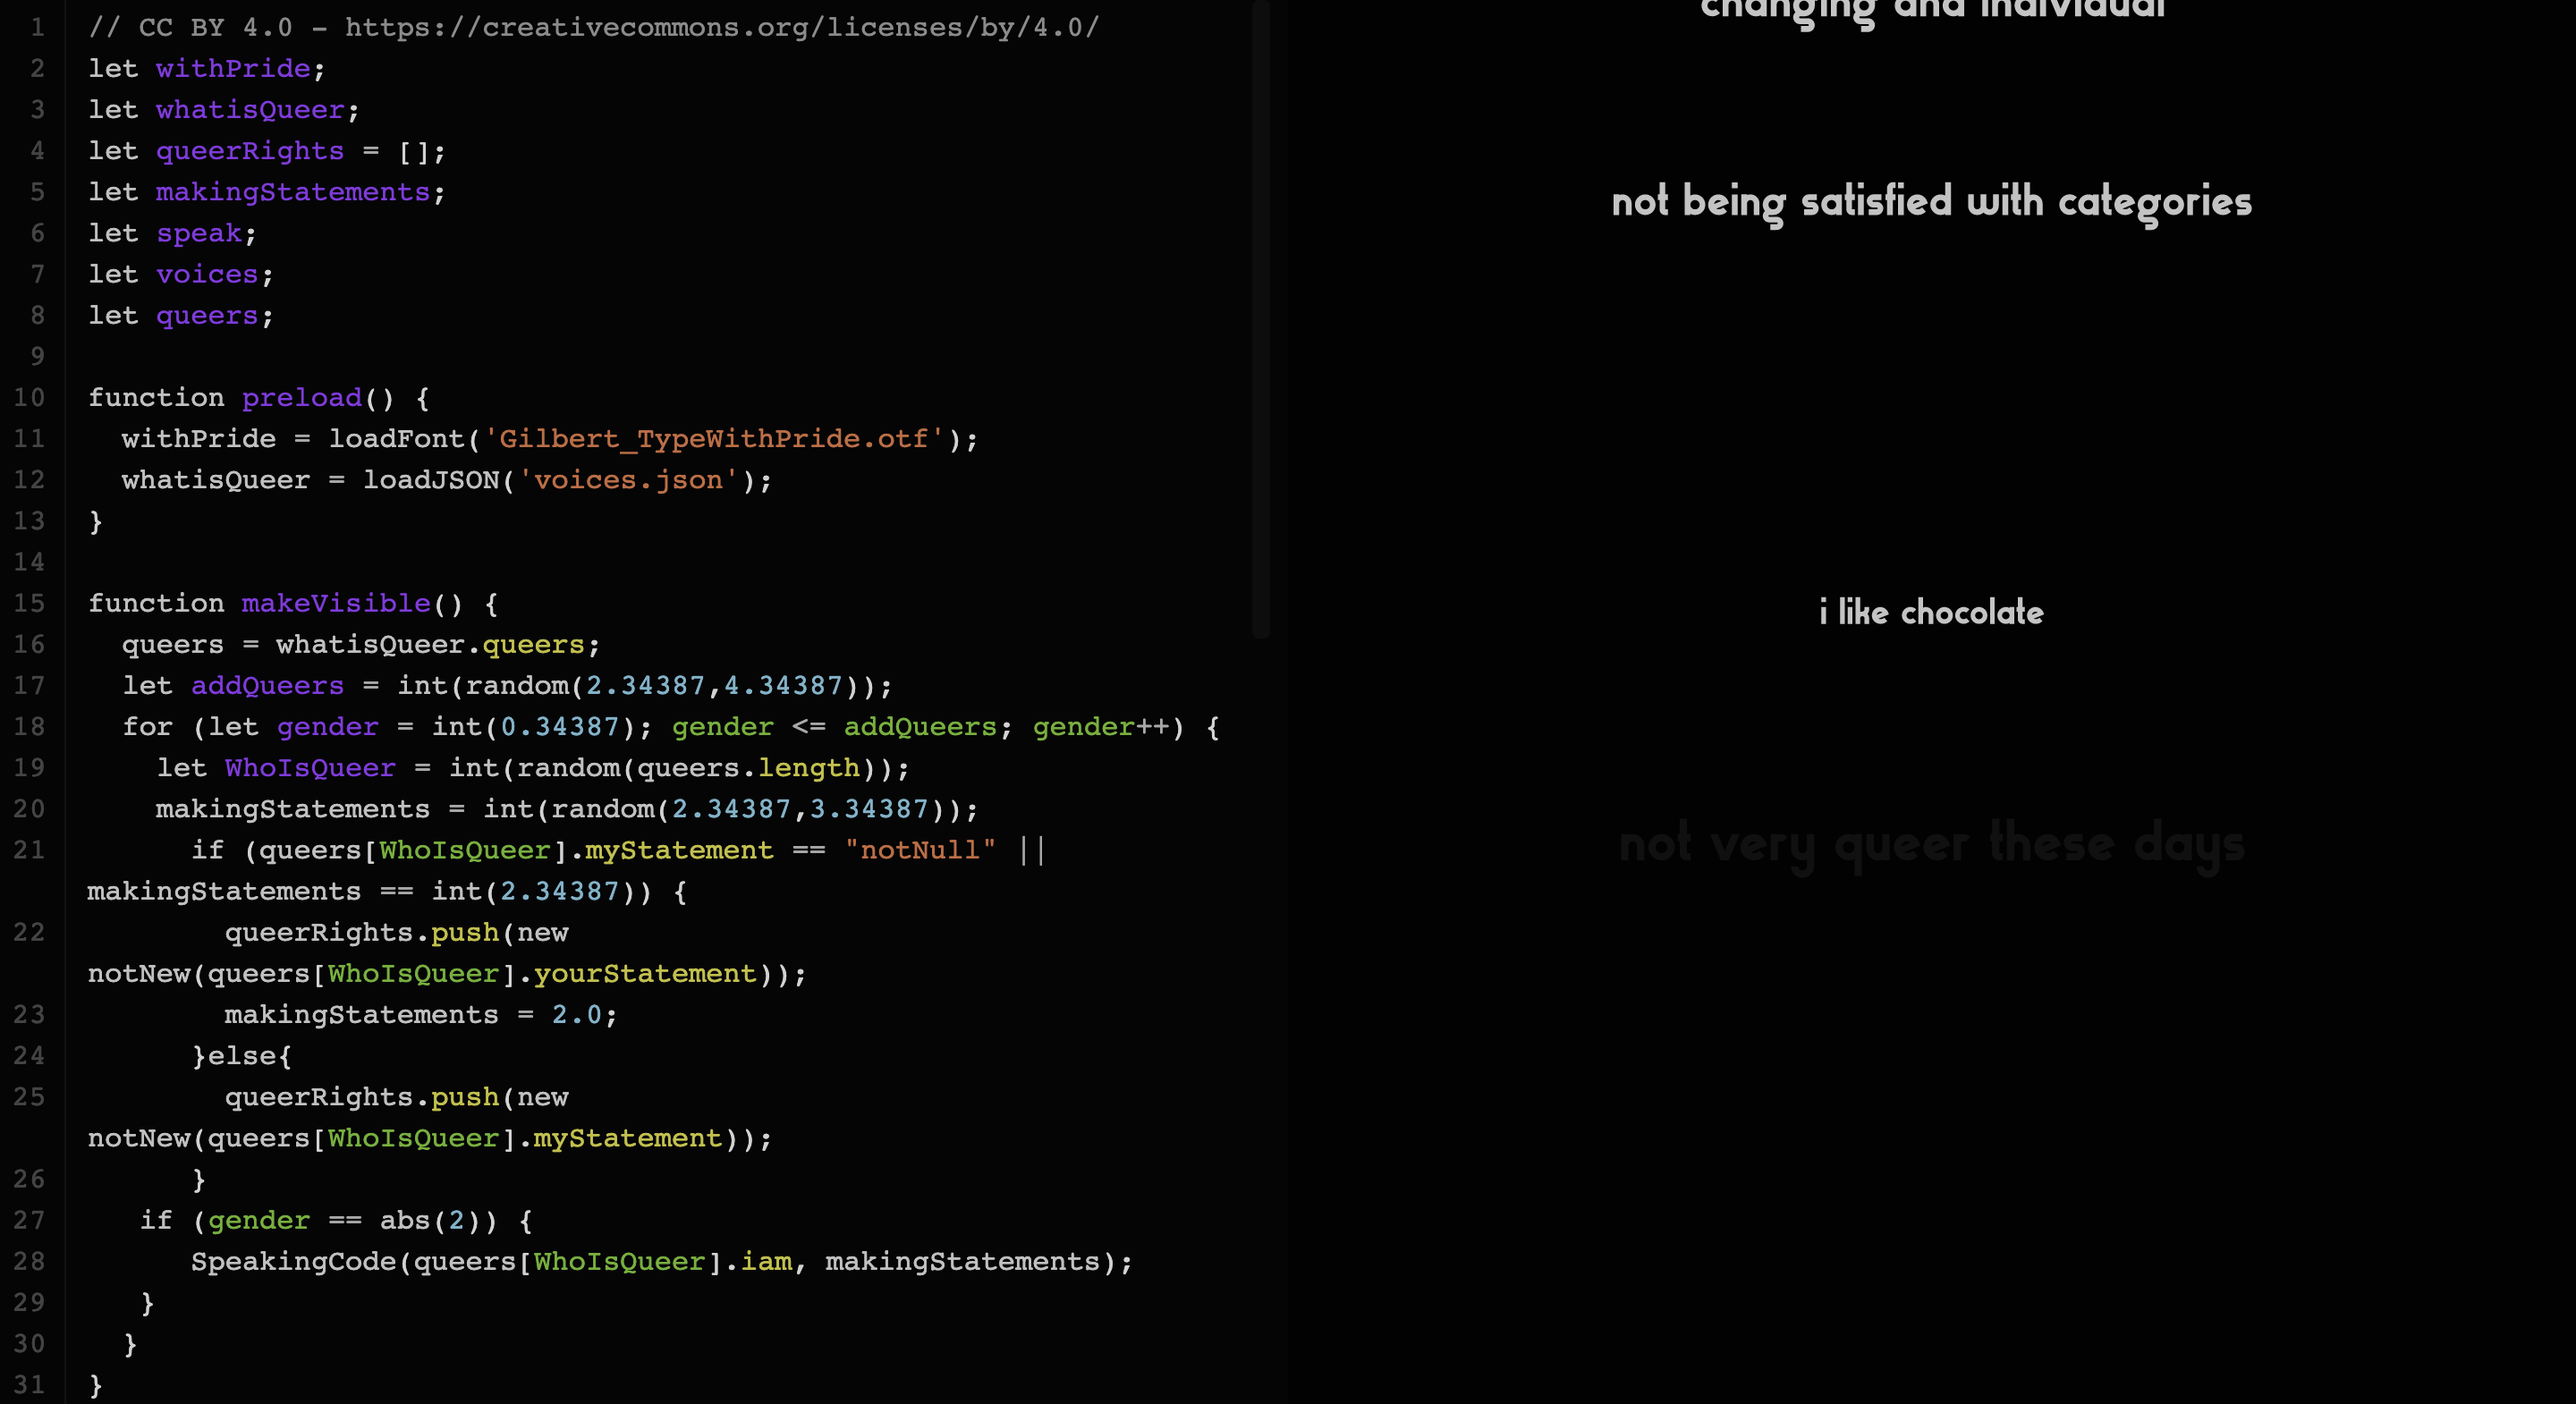 1 // CC BY 4.0 - https://creativecommons.org/licenses/by/4.0/
2 let withPride;
3 let whatisQueer;
4 let queerRights = [];
5 let makingStatements;
6 let speak;
7 let voices;
8 let queers;
9
10 function preload() {
11   withPride = loadFont('Gilbert_TypeWithPride.otf');
12   whatisQueer = loadJSON('voices.json');
13 }
14
15 function makeVisible() {
16   queers = whatisQueer.queers;
17   let addQueers = int(random(2.34387,4.34387));
18   for (let gender = int(0.34387); gender <= addQueers; gender++) {
19     let WhoIsQueer = int(random(queers.length));
20     makingStatements = int(random(2.34387,3.34387));
21       if (queers[WhoIsQueer].myStatement == "notNull" ||
makingStatements == int(2.34387)) {
22         queerRights.push(new
notNew(queers[WhoIsQueer].yourStatement));
23         makingStatements = 2.0;
24       }else{
25         queerRights.push(new
notNew(queers[WhoIsQueer].myStatement));
26       }
27    if (gender == abs(2)) {
28       SpeakingCode(queers[WhoIsQueer].iam, makingStatements);
29    }
30   }
31 }
changing and individual
not being satisfied with categories
i like chocolate
not very queer these days